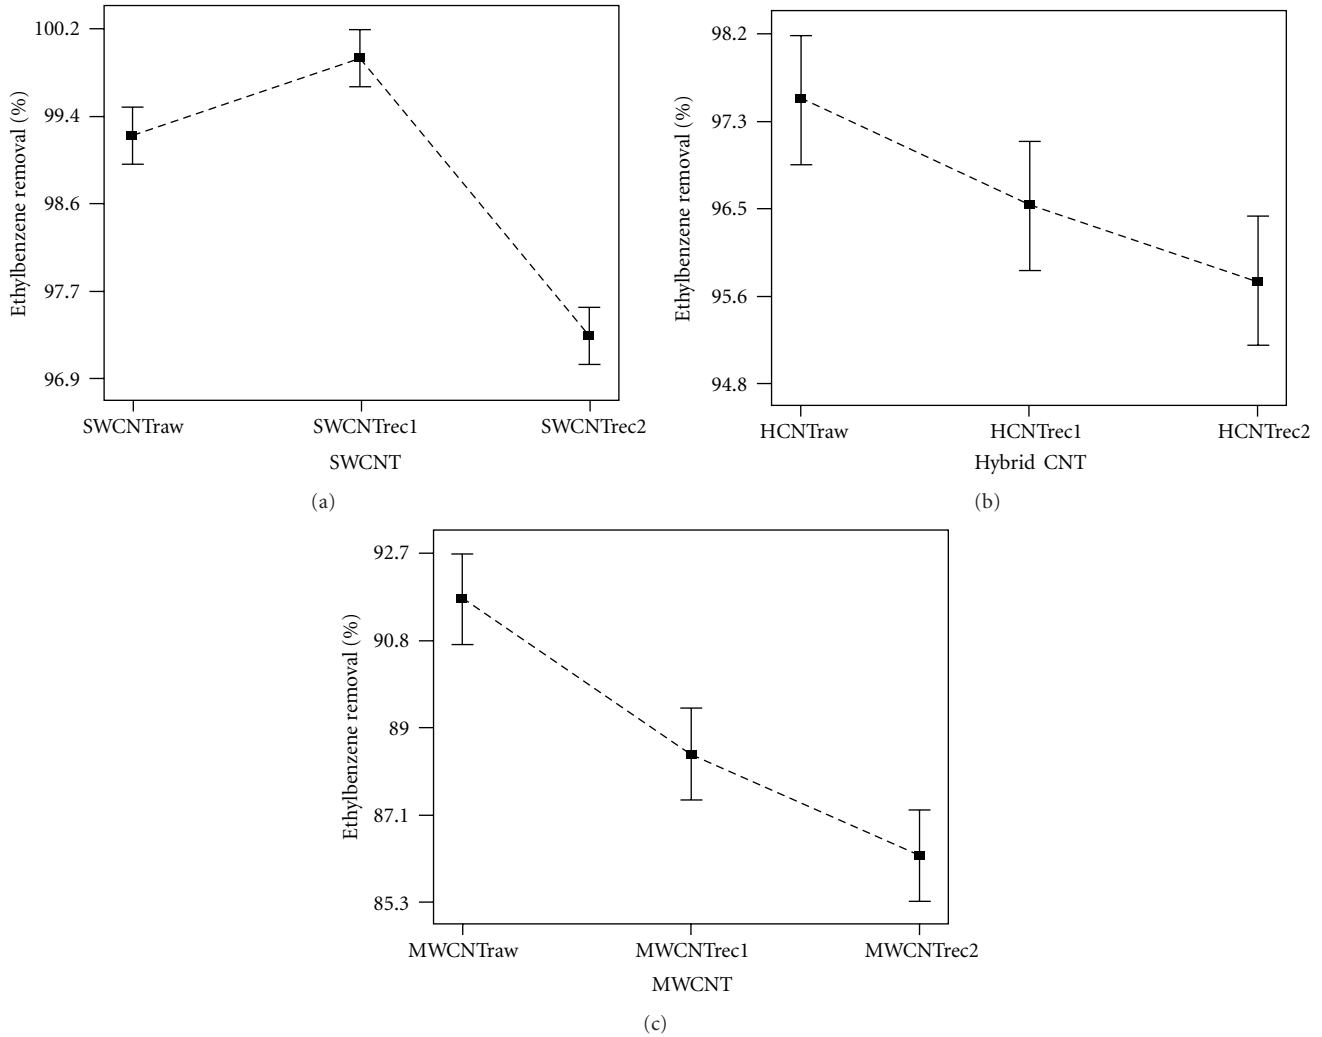 Ethylbenzene removal (%)
100.2
99.4
98.6
97.7
96.9
SWCNTraw SWCNTrec1 SWCNTrec2
SWCNT
(a)
Ethylbenzene removal (%)
98.2
97.3
96.5
95.6
94.8
HCNTraw HCNTrec1 HCNTrec2
Hybrid CNT
(b)
Ethylbenzene removal (%)
92.7
90.8
89
87.1
85.3
MWCNTraw MWCNTrec1 MWCNTrec2
MWCNT
(c)